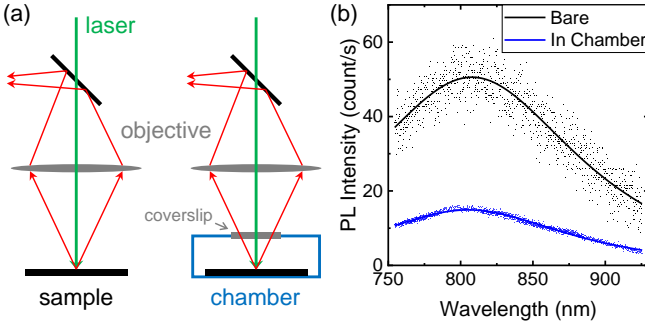 (a)
laser
objective
coverslip
sample
chamber
(b)
Bare
In Chamber
PL Intensity (count/s)
60
40
20
0
750
800
850
900
Wavelength (nm)